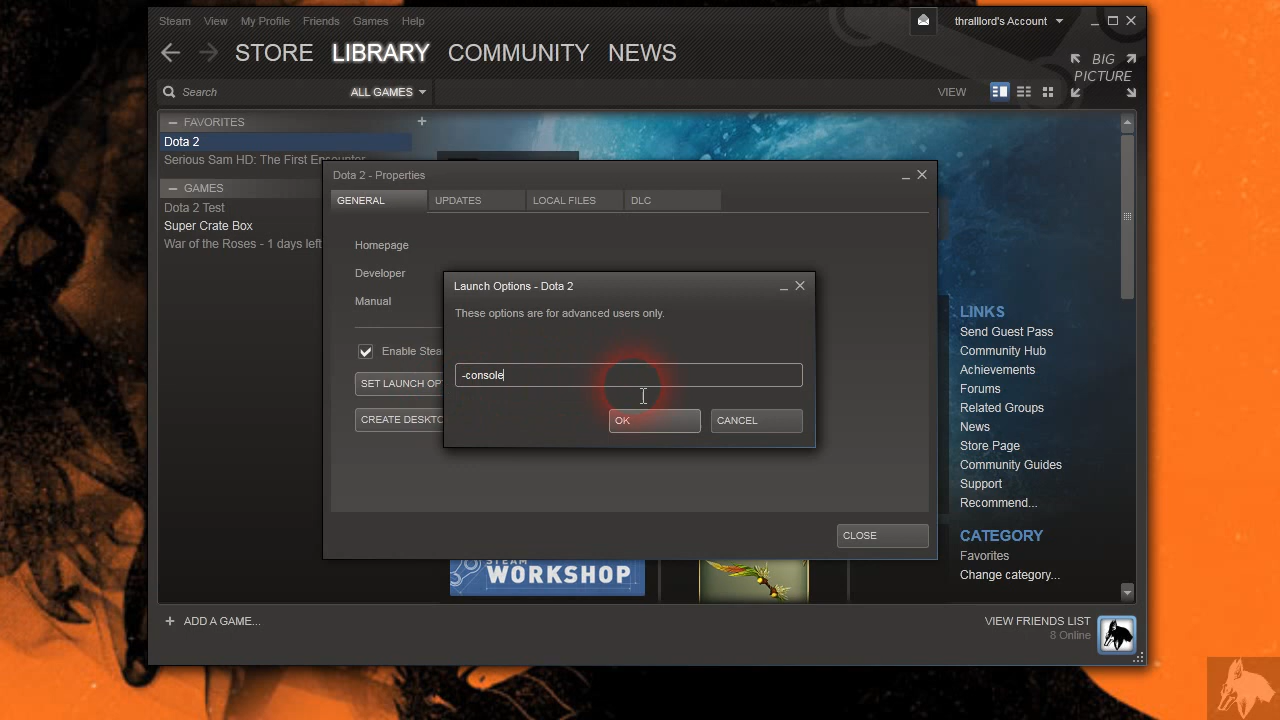 Steam View My Profile Friends Games Help
thralllord's Account
STORE LIBRARY COMMUNITY NEWS
BIG PICTURE
Search
ALL GAMES
VIEW
FAVORITES
Dota 2
Serious Sam HD: The First Encounter
GAMES
Dota 2 Test
Super Crate Box
War of the Roses - 1 days left
Dota 2 - Properties
GENERAL UPDATES LOCAL FILES DLC
Homepage
Developer
Manual
Enable Stea
SET LAUNCH OP
CREATE DESKTO
Launch Options - Dota 2
These options are for advanced users only.
-console
OK CANCEL
CLOSE
LINKS
Send Guest Pass
Community Hub
Achievements
Forums
Related Groups
News
Store Page
Community Guides
Support
Recommend...
CATEGORY
Favorites
Change category...
STEAM
WORKSHOP
ADD A GAME...
VIEW FRIENDS LIST
8 Online